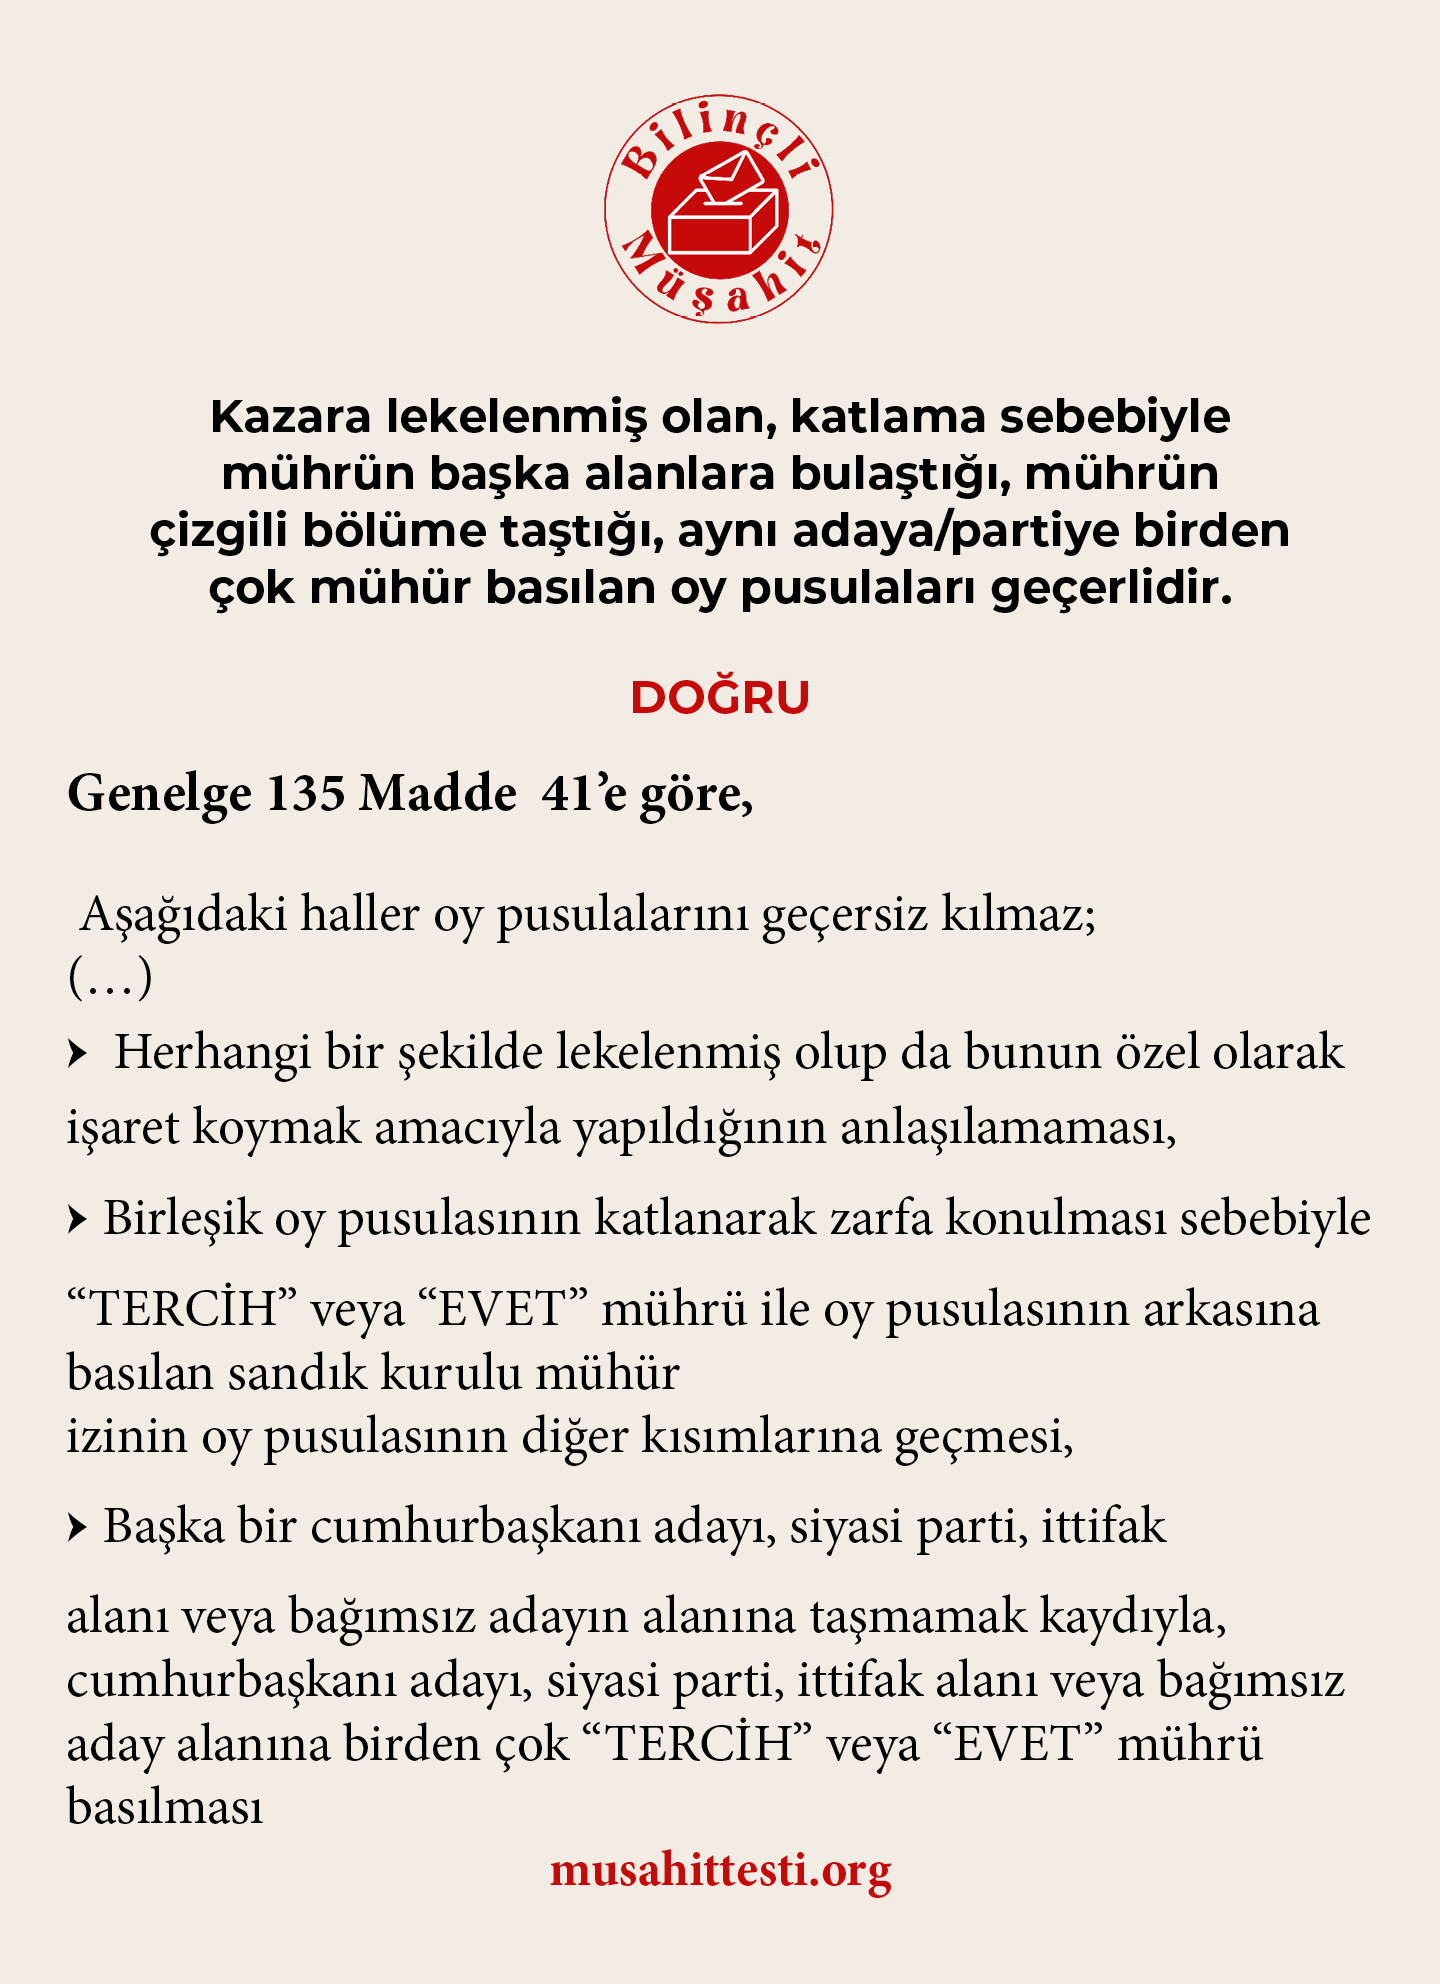 Bilinçli
Müşahit
Kazara lekelenmiş olan, katlama sebebiyle
mührün başka alanlara bulaştığı, mührün
çizgili bölüme taştığı, aynı adaya/partiye birden
çok mühür basılan oy pusulaları geçerlidir.
DOĞRU
Genelge 135 Madde  41’e göre,
Aşağıdaki haller oy pusulalarını geçersiz kılmaz;
(…)
➤ Herhangi bir şekilde lekelenmiş olup da bunun özel olarak
işaret koymak amacıyla yapıldığının anlaşılamaması,
➤ Birleşik oy pusulasının katlanarak zarfa konulması sebebiyle
“TERCİH” veya “EVET” mührü ile oy pusulasının arkasına
basılan sandık kurulu mühür
izinin oy pusulasının diğer kısımlarına geçmesi,
➤ Başka bir cumhurbaşkanı adayı, siyasi parti, ittifak
alanı veya bağımsız adayın alanına taşmamak kaydıyla,
cumhurbaşkanı adayı, siyasi parti, ittifak alanı veya bağımsız
aday alanına birden çok “TERCİH” veya “EVET” mührü
basılması
musahittesti.org